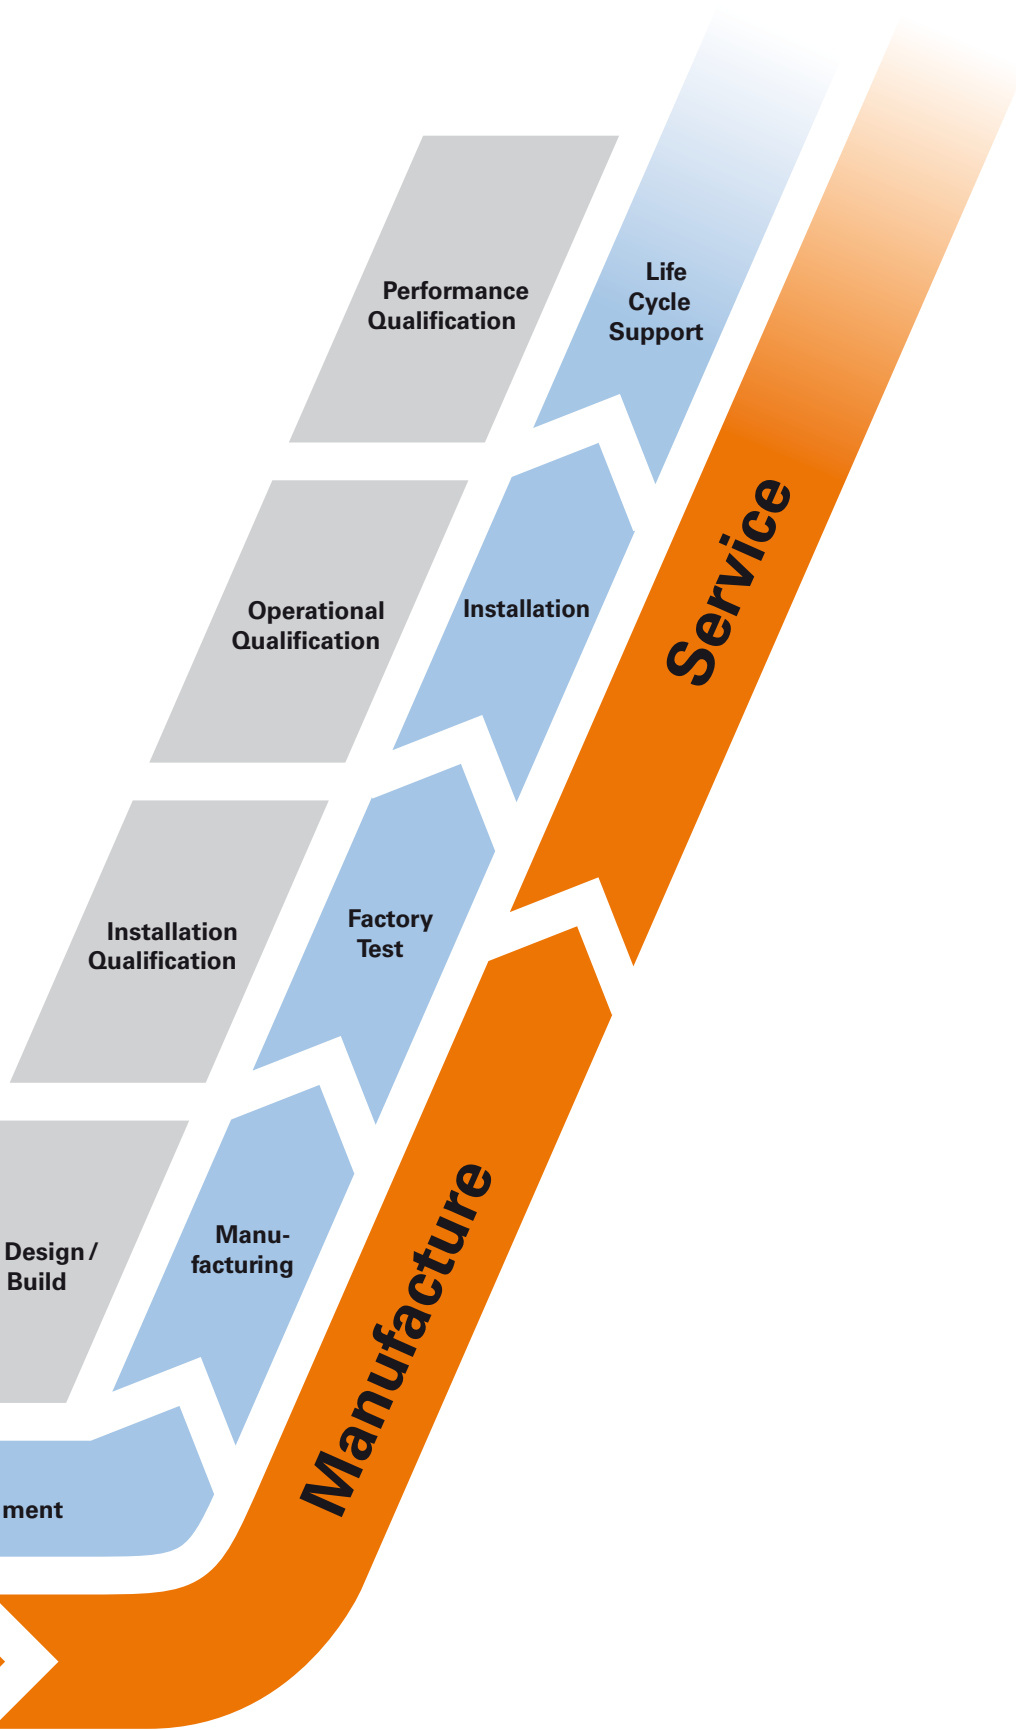 Life
Cycle
Support
Performance
Qualification
Service
Installation
Operational
Qualification
Factory
Test
Installation
Qualification
Manufacture
Manu-
facturing
Design /
Build
ment